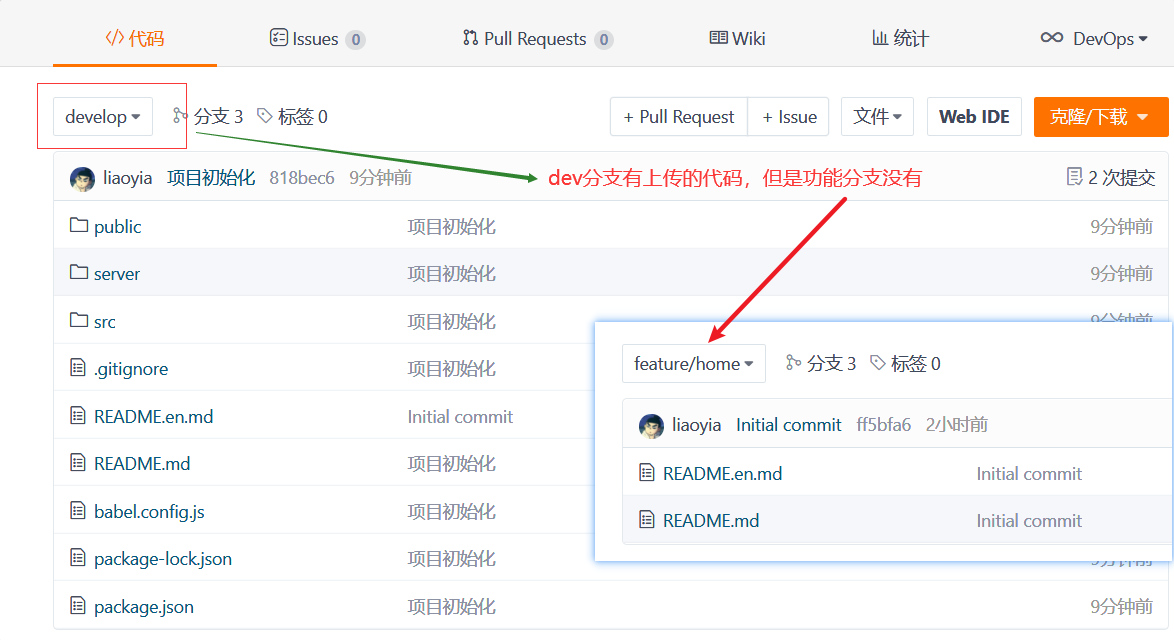 </> 代码 Issues 0 Pull Requests 0 Wiki 统计 DevOps
develop 分支 3 标签 0 + Pull Request + Issue 文件 Web IDE 克隆/下载
liaoyia 项目初始化 818bec6 9分钟前 dev分支有上传的代码，但是功能分支没有 2 次提交
public 项目初始化 9分钟前
server 项目初始化 9分钟前
src 项目初始化 9分钟前
.gitignore 项目初始化
README.en.md Initial commit
README.md 项目初始化
babel.config.js 项目初始化
package-lock.json 项目初始化 9分钟前
package.json 项目初始化 9分钟前
feature/home 分支 3 标签 0
liaoyia Initial commit ff5bfa6 2小时前
README.en.md Initial commit
README.md Initial commit